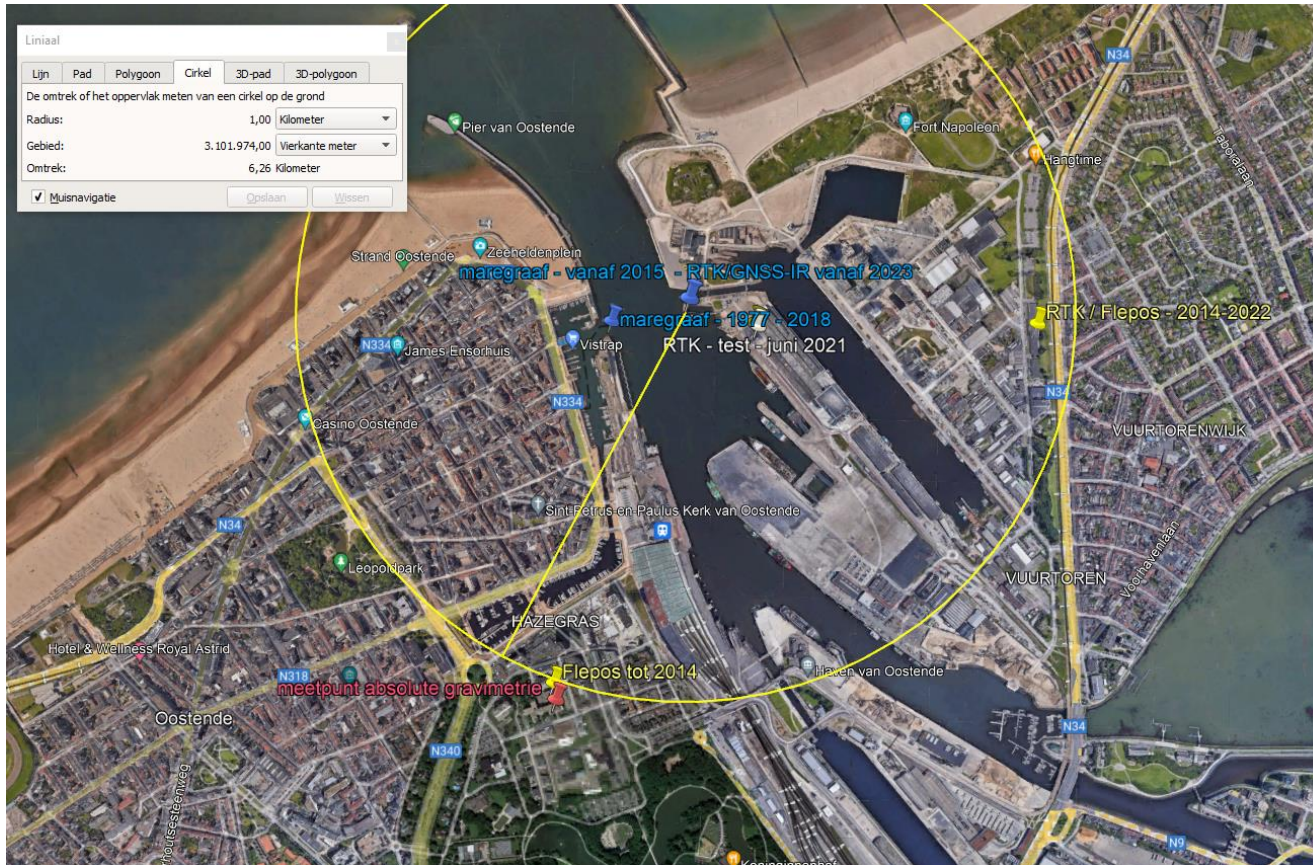 Liniaal
Lijn Pad Polygoon Cirkel 3D-pad 3D-polygoon
De omtrek of het oppervlak meten van een cirkel op de grond
Radius: 1,00 Kilometer
Gebied: 3.101.974,00 Vierkante meter
Omtrek: 6,26 Kilometer
Muisnavigatie Opslaan Wissen
N34
Pier van Oostende
Fort Napoleon
Hangtime
Taboralaan
Zeeheldenplein
Strand Oostende
maregraaf - vanaf 2015 - RTK/GNSS-IR vanaf 2023
RTK / Flepos - 2014-2022
maregraaf - 1977 - 2018
Vistrap
RTK - test - juni 2021
N334
James Ensorhuis
N34
N334
Casino Oostende
VUURTORENWIJK
Sint Petrus en Paulus Kerk van Oostende
N34
Voorhavenlaan
Leopoldpark
VUURTOREN
HAZEGRAS
Hotel & Wellness Royal Astrid
Flepos tot 2014
Haven van Oostende
N318
meetpunt absolute gravimetrie
Oostende
N34
N340
rhoutsesteenweg
N9
Koninginnenhof